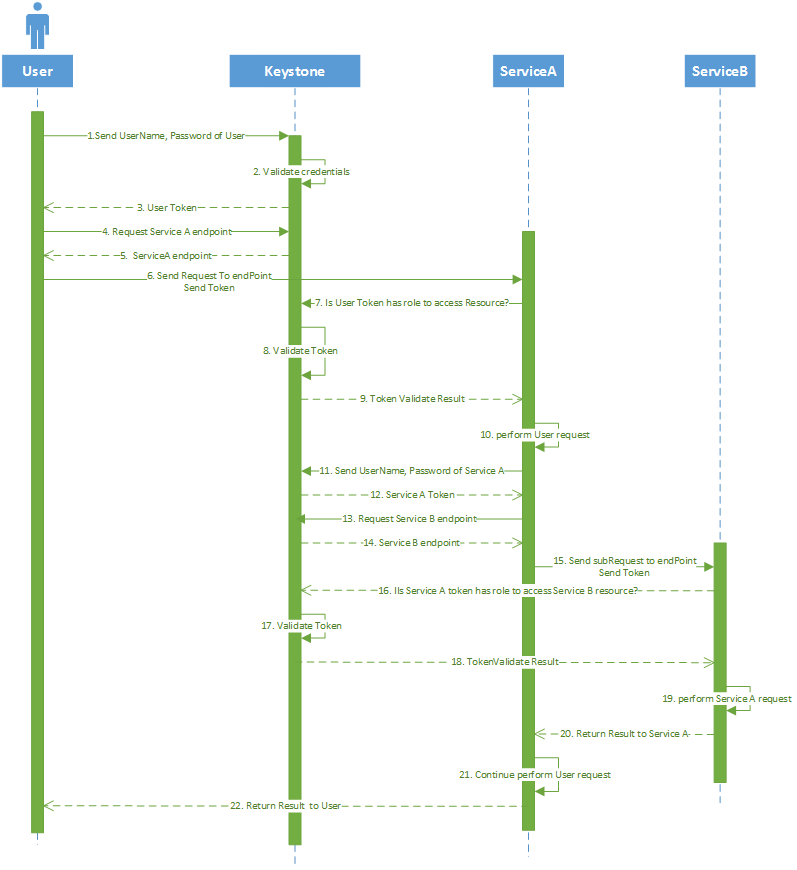 User
Keystone
ServiceA
ServiceB
1.Send UserName, Password of User
2. Validate credentials
3. User Token
4. Request Service A endpoint
5. ServiceA endpoint
6. Send Request To endPoint
Send Token
7. Is User Token has role to access Resource?
8. Validate Token
9. Token Validate Result
10. perform User request
11. Send UserName, Password of Service A
12. Service A Token
13. Request Service B endpoint
14. Service B endpoint
15. Send subRequest to endPoint
Send Token
16. IIs Service A token has role to access Service B resource?
17. Validate Token
18. TokenValidate Result
19. perform Service A request
20. Return Result to Service A
21. Continue perform User request
22. Return Result to User